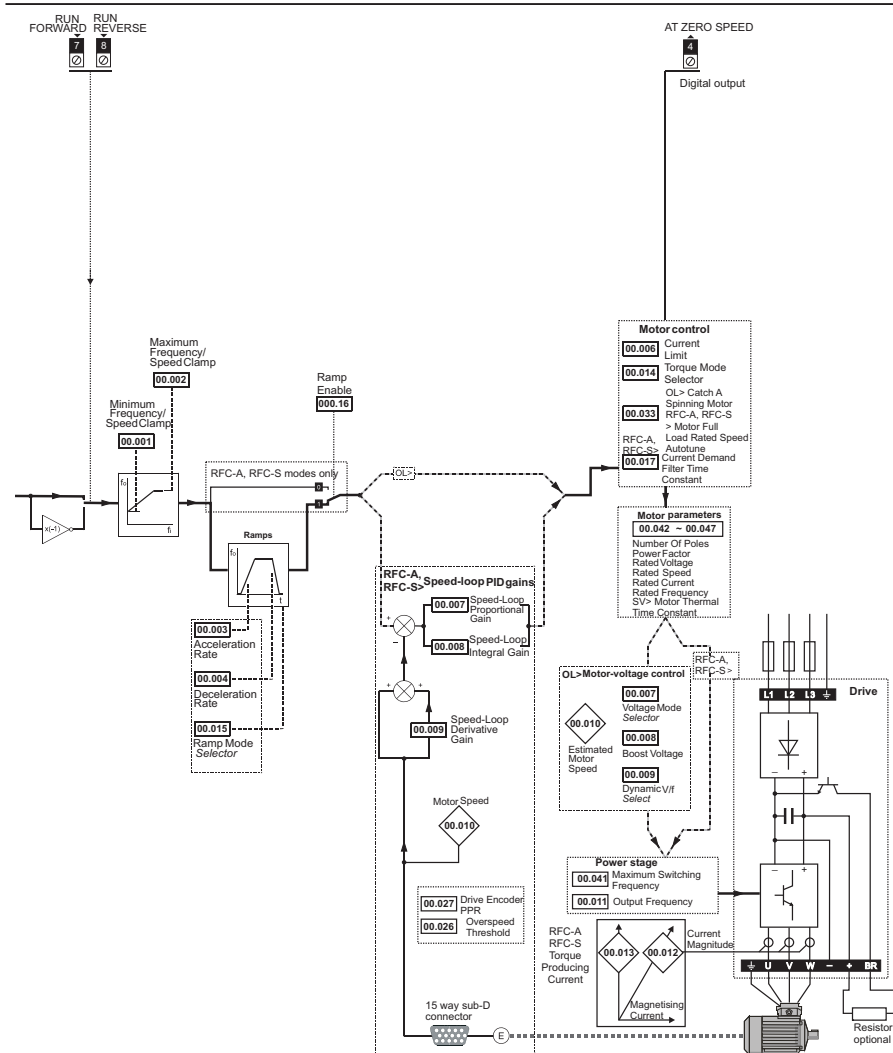 RUN
FORWARD
RUN
REVERSE
7
8
AT ZERO SPEED
4
Digital output
Maximum
Frequency/
Speed Clamp
00.002
Minimum
Frequency/
Speed Clamp
00.001
Ramp
Enable
000.16
RFC-A, RFC-S modes only
0
1
OL>
x(-1)
f₀
fᵢ
Ramps
f₀
t
00.003
Acceleration
Rate
00.004
Deceleration
Rate
00.015
Ramp Mode
Selector
Motor control
00.006
Current
Limit
00.014
Torque Mode
Selector
00.033
OL> Catch A
Spinning Motor
RFC-A, RFC-S
> Motor Full
Load Rated Speed
Autotune
RFC-A,
RFC-S>
00.017
Current Demand
Filter Time
Constant
Motor parameters
00.042 ~ 00.047
Number Of Poles
Power Factor
Rated Voltage
Rated Speed
Rated Current
Rated Frequency
SV> Motor Thermal
Time Constant
RFC-A,
RFC-S>
Speed-loop PID gains
00.007
Speed-Loop
Proportional
Gain
00.008
Speed-Loop
Integral Gain
+
−
+
+
00.009
Speed-Loop
Derivative
Gain
Motor Speed
00.010
00.027
Drive Encoder
PPR
00.026
Overspeed
Threshold
15 way sub-D
connector
E
RFC-A,
RFC-S>
OL> Motor-voltage control
00.010
Estimated
Motor
Speed
00.007
Voltage Mode
Selector
00.008
Boost Voltage
00.009
Dynamic V/f
Select
Power stage
00.041
Maximum Switching
Frequency
00.011
Output Frequency
RFC-A
RFC-S
Torque
Producing
Current
00.013
00.012
Current
Magnitude
Magnetising
Current
L1 L2 L3
Drive
− +
− +
U V W − + BR
Resistor
optional